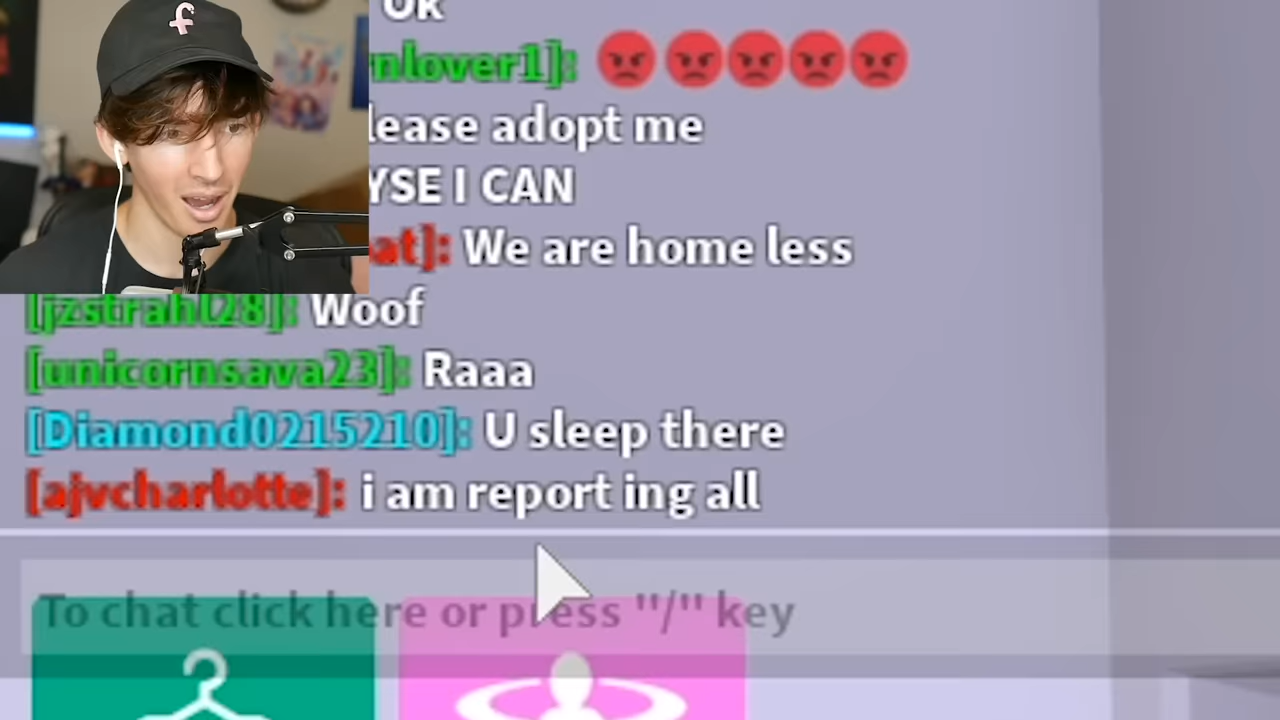 Ok
nlover1]: 😡😡😡😡😡
lease adopt me
YSE I CAN
at]: We are home less
[jzstrahl28]: Woof
[unicornsava23]: Raaa
[Diamond0215210]: U sleep there
[ajvcharlotte]: i am report ing all
To chat click here or press "/" key